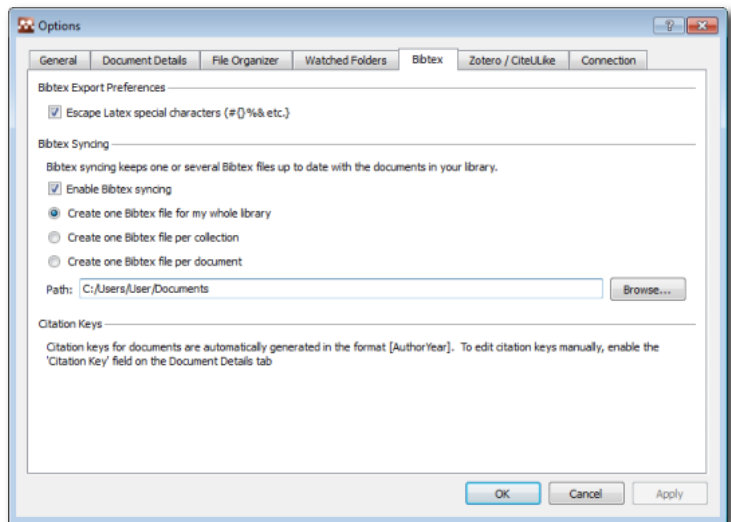 Options
General Document Details File Organizer Watched Folders Bibtex Zotero / CiteULike Connection
Bibtex Export Preferences
Escape Latex special characters (#{}%& etc.)
Bibtex Syncing
Bibtex syncing keeps one or several Bibtex files up to date with the documents in your library.
Enable Bibtex syncing
Create one Bibtex file for my whole library
Create one Bibtex file per collection
Create one Bibtex file per document
Path: C:/Users/User/Documents Browse...
Citation Keys
Citation keys for documents are automatically generated in the format [AuthorYear]. To edit citation keys manually, enable the
'Citation Key' field on the Document Details tab
OK Cancel Apply